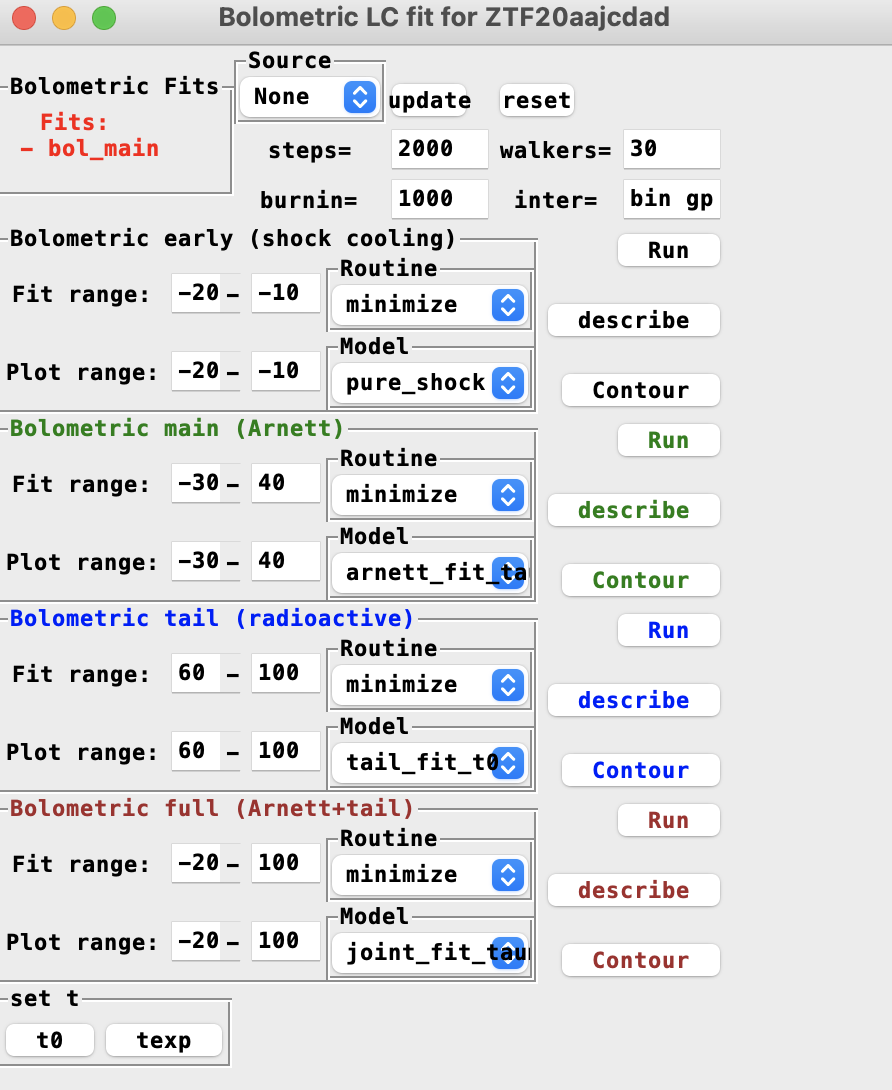 Bolometric LC fit for ZTF20aajcdad
Source
Bolometric Fits
None
update
reset
Fits:
- bol_main
steps=
2000
walkers=
30
burnin=
1000
inter=
bin gp
Bolometric early (shock cooling)
Run
Routine
Fit range:
-20
-
-10
minimize
describe
Model
Plot range:
-20
-
-10
pure_shock
Contour
Bolometric main (Arnett)
Run
Routine
Fit range:
-30
-
40
minimize
describe
Model
Plot range:
-30
-
40
arnett_fit_ta
Contour
Bolometric tail (radioactive)
Run
Routine
Fit range:
60
-
100
minimize
describe
Model
Plot range:
60
-
100
tail_fit_t0
Contour
Bolometric full (Arnett+tail)
Run
Routine
Fit range:
-20
-
100
minimize
describe
Model
Plot range:
-20
-
100
joint_fit_tau
Contour
set t
t0
texp